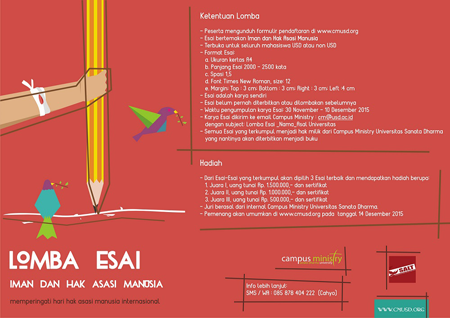 LOMBA ESAI
IMAN DAN HAK ASASI MANUSIA
memperingati hari hak asasi manusia internasional
Ketentuan Lomba
- Peserta mengunduh formulir pendaftaran di www.cmusd.org
- Esai bertemakan Iman dan Hak Asasi Manusia
- Terbuka untuk seluruh mahasiswa USD atau non USD
- Format Esai
a. Ukuran kertas A4
b. Panjang Esai 2000 - 2500 kata
c. Spasi 1,5
d. Font Times New Roman, size: 12
e. Margin: Top : 3 cm; Bottom : 3 cm; Right : 3 cm; Left :4 cm
- Esai adalah karya sendiri
- Esai belum pernah diterbitkan atau dilombakan sebelumnya
- Waktu pengumpulan karya Esai: 30 November - 10 Desember 2015
- Karya Esai dikirim ke email Campus Ministry : cm@usd.ac.id
dengan subject: Lomba Esai _Nama_Asal Universitas
- Semua Esai yang terkumpul menjadi hak milik dari Campus Ministry Universitas Sanata Dharma
yang nantinya akan diterbitkan menjadi buku
Hadiah
- Dari Esai-Esai yang terkumpul akan dipilih 3 Esai terbaik dan mendapatkan hadiah berupa:
1. Juara I, uang tunai Rp. 1.500.000,- dan sertifikat
2. Juara II, uang tunai Rp. 1.000.000,- dan sertifikat
3. Juara III, uang tunai Rp. 500.000,- dan sertifikat
- Juri berasal dari internal Campus Ministry Universitas Sanata Dharma.
- Pemenang akan umumkan di www.cmusd.org pada tanggal 14 Desember 2015
campus ministry
SALT
Info lebih lanjut:
SMS / WA : 085 878 404 222 (Cahyo)
WWW.CMUSD.ORG